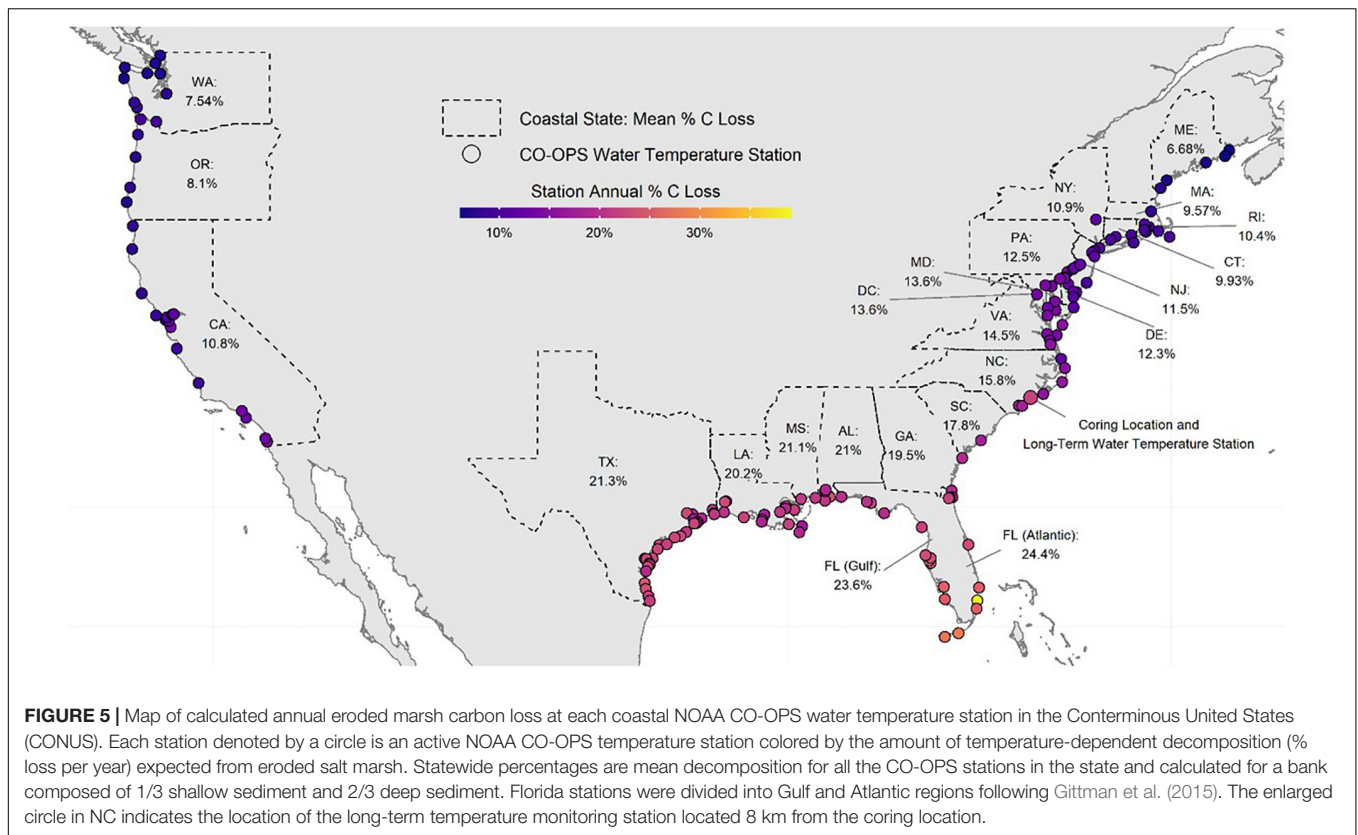 WA:
7.54%
OR:
8.1%
CA:
10.8%
Coastal State: Mean % C Loss
CO-OPS Water Temperature Station
Station Annual % C Loss
10% 20% 30%
ME:
6.68%
NY:
10.9%
MA:
9.57%
RI:
10.4%
PA:
12.5%
CT:
9.93%
MD:
13.6%
NJ:
11.5%
DC:
13.6%
VA:
14.5%
DE:
12.3%
NC:
15.8%
SC:
17.8%
Coring Location and
Long-Term Water Temperature Station
TX:
21.3%
LA:
20.2%
MS:
21.1%
AL:
21%
GA:
19.5%
FL (Atlantic):
24.4%
FL (Gulf):
23.6%
FIGURE 5 | Map of calculated annual eroded marsh carbon loss at each coastal NOAA CO-OPS water temperature station in the Conterminous United States
(CONUS). Each station denoted by a circle is an active NOAA CO-OPS temperature station colored by the amount of temperature-dependent decomposition (%
loss per year) expected from eroded salt marsh. Statewide percentages are mean decomposition for all the CO-OPS stations in the state and calculated for a bank
composed of 1/3 shallow sediment and 2/3 deep sediment. Florida stations were divided into Gulf and Atlantic regions following Gittman et al. (2015). The enlarged
circle in NC indicates the location of the long-term temperature monitoring station located 8 km from the coring location.